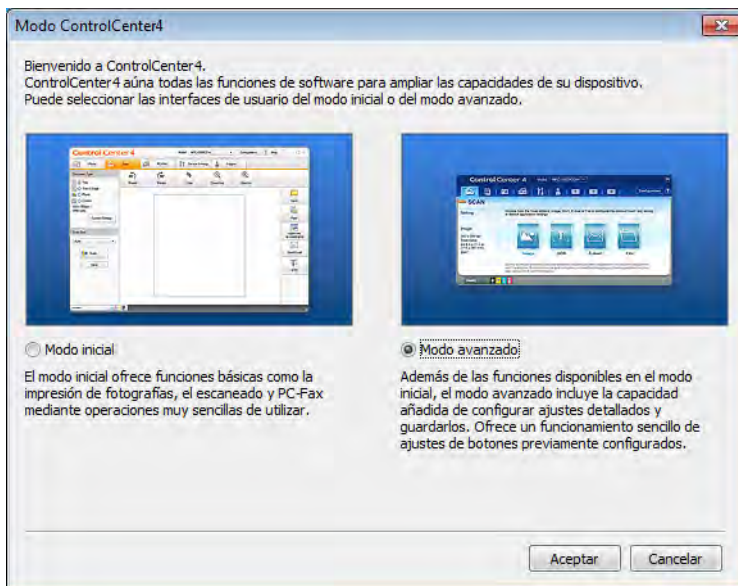 Modo ControlCenter4
Bienvenido a ControlCenter4.
ControlCenter4 aúna todas las funciones de software para ampliar las capacidades de su dispositivo.
Puede seleccionar las interfaces de usuario del modo inicial o del modo avanzado.
Control Center 4
Control Center 4
SCAN
Modo inicial
El modo inicial ofrece funciones básicas como la
impresión de fotografías, el escaneado y PC-Fax
mediante operaciones muy sencillas de utilizar.
Modo avanzado
Además de las funciones disponibles en el modo
inicial, el modo avanzado incluye la capacidad
añadida de configurar ajustes detallados y
guardarlos. Ofrece un funcionamiento sencillo de
ajustes de botones previamente configurados.
Aceptar
Cancelar